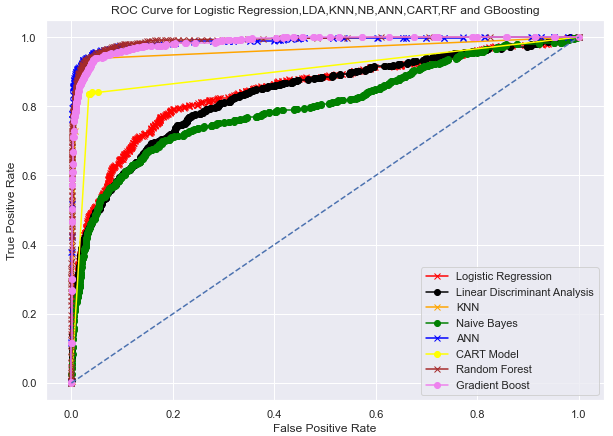 ROC Curve for Logistic Regression,LDA,KNN,NB,ANN,CART,RF and GBoosting
1.0
0.8
0.6
0.4
0.2
0.0
True Positive Rate
Logistic Regression
Linear Discriminant Analysis
KNN
Naive Bayes
ANN
CART Model
Random Forest
Gradient Boost
0.0 0.2 0.4 0.6 0.8 1.0
False Positive Rate